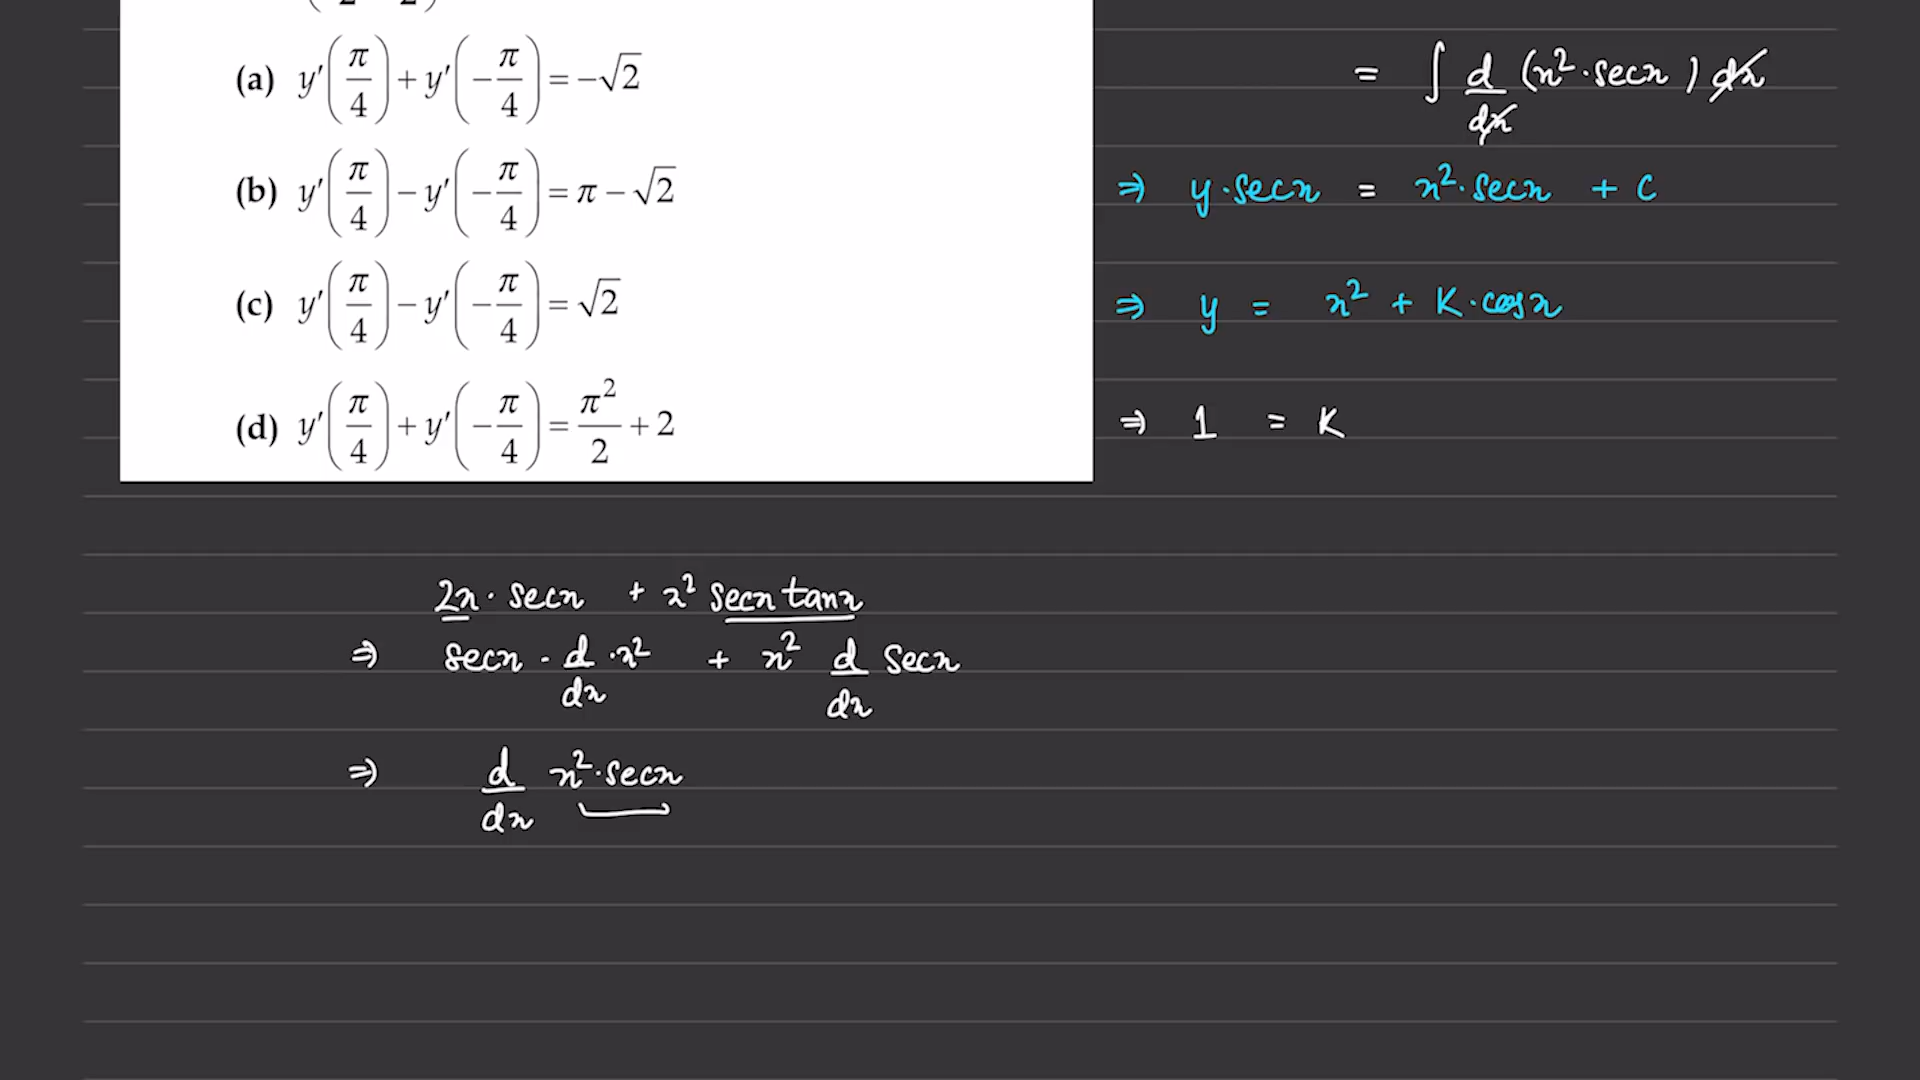 (a) y′(π/4) + y′(−π/4) = −√2
(b) y′(π/4) − y′(−π/4) = π − √2
(c) y′(π/4) − y′(−π/4) = √2
(d) y′(π/4) + y′(−π/4) = π²/2 + 2
= ∫ d/dx (x²·secx) dx
⇒ y·secx = x²·secx + c
⇒ y = x² + K·cosx
⇒ 1 = K
2x·secx + x² secx tanx
⇒ secx · d/dx ·x² + x² d/dx secx
⇒ d/dx x²·secx